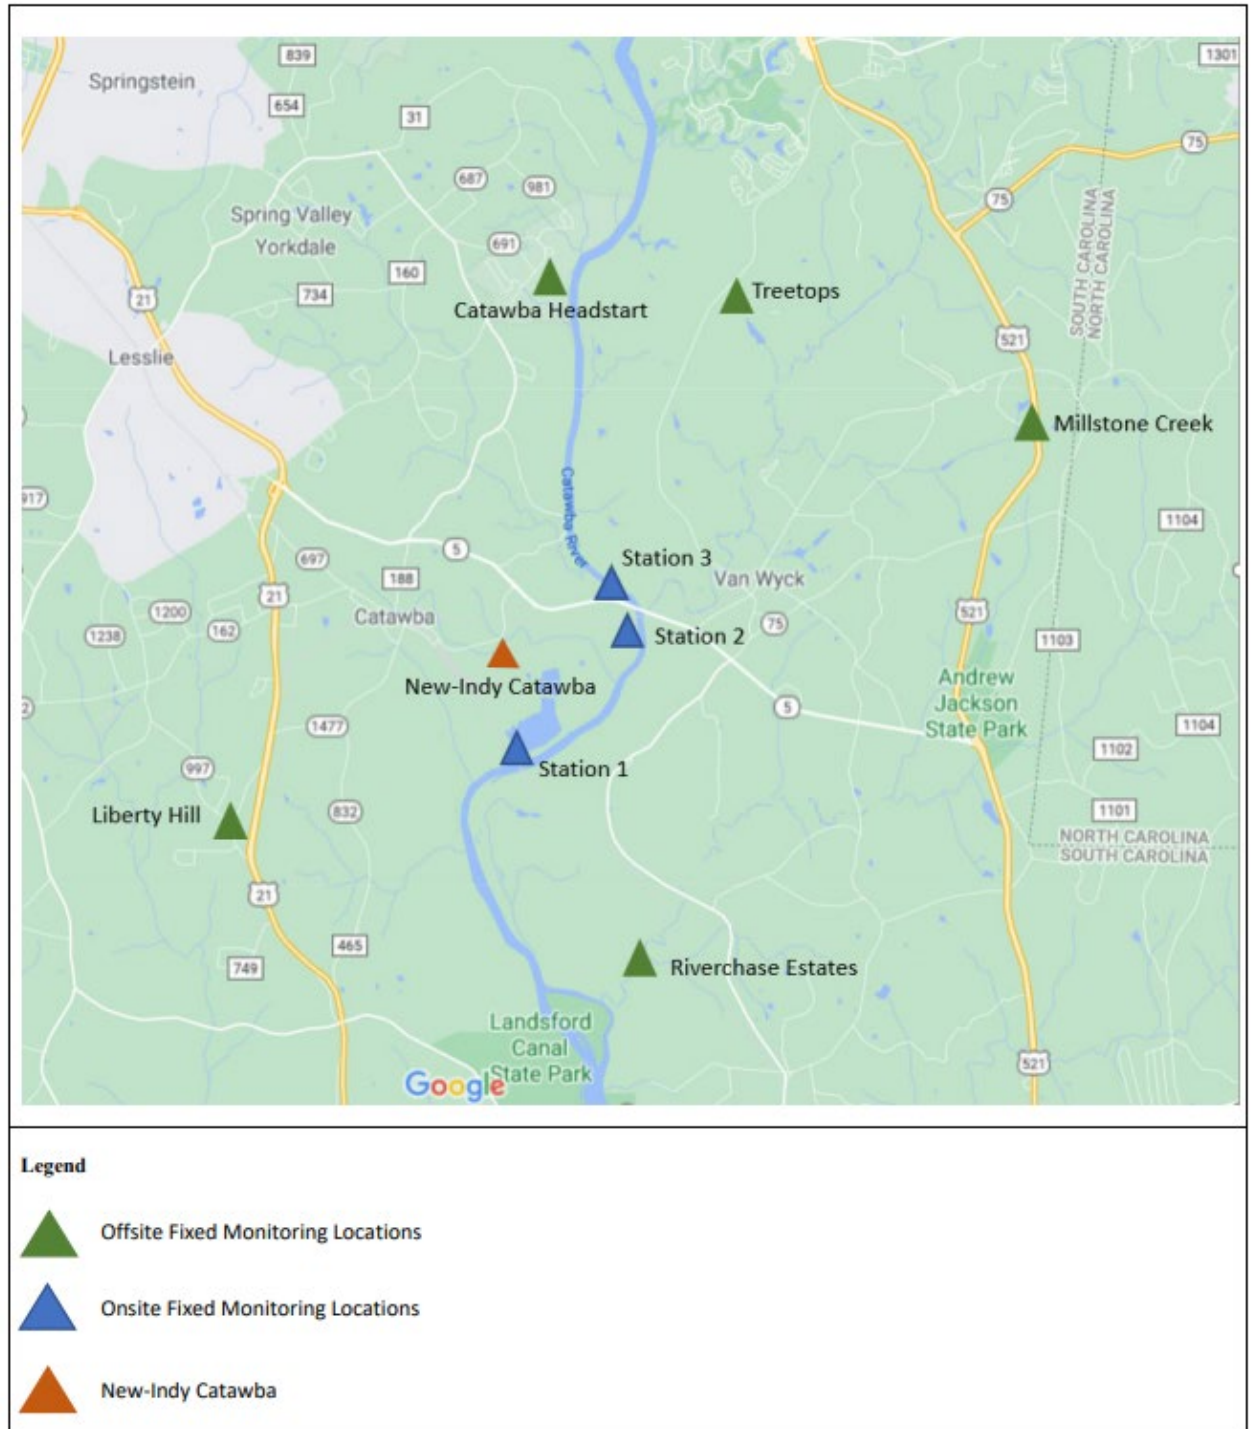 839
1301
Springstein
654
31
75
687
981
75
Spring Valley
Yorkdale
691
160
734
21
SOUTH CAROLINA
NORTH CAROLINA
Catawba Headstart
Treetops
521
Lesslie
Millstone Creek
Catawba River
917
1104
5
697
188
Station 3
Van Wyck
21
1200
162
1238
Catawba
75
521
1103
Station 2
New-Indy Catawba
Andrew
Jackson
State Park
2
1477
5
1104
1102
997
Station 1
Liberty Hill
832
1101
NORTH CAROLINA
SOUTH CAROLINA
21
465
749
Riverchase Estates
Landsford
Canal
State Park
Google
521
Legend
Offsite Fixed Monitoring Locations
Onsite Fixed Monitoring Locations
New-Indy Catawba